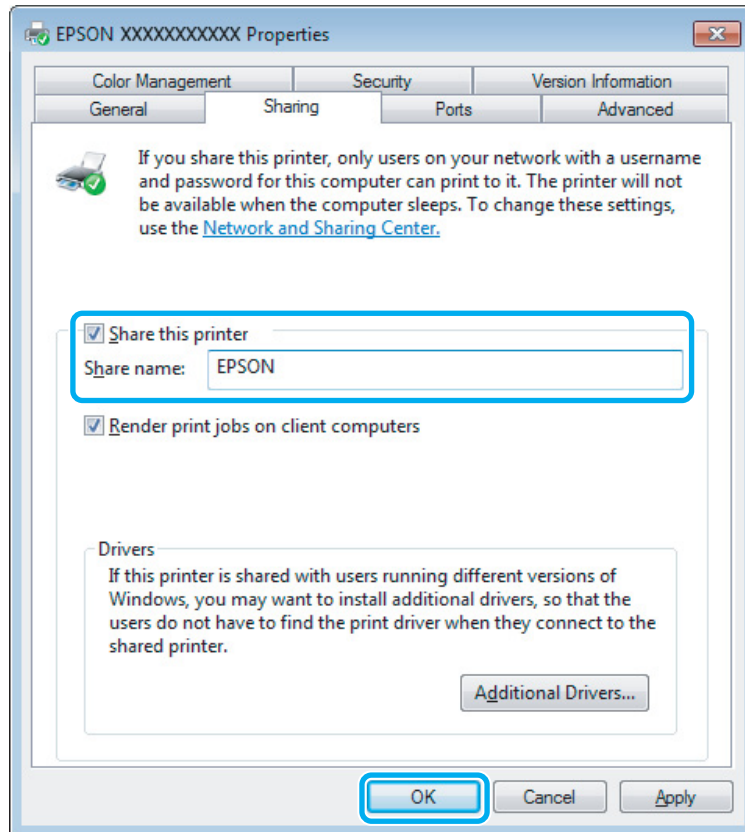 EPSON XXXXXXXXXXX Properties
Color Management Security Version Information
General Sharing Ports Advanced
If you share this printer, only users on your network with a username
and password for this computer can print to it. The printer will not
be available when the computer sleeps. To change these settings,
use the Network and Sharing Center.
Share this printer
Share name: EPSON
Render print jobs on client computers
Drivers
If this printer is shared with users running different versions of
Windows, you may want to install additional drivers, so that the
users do not have to find the print driver when they connect to the
shared printer.
Additional Drivers...
OK Cancel Apply